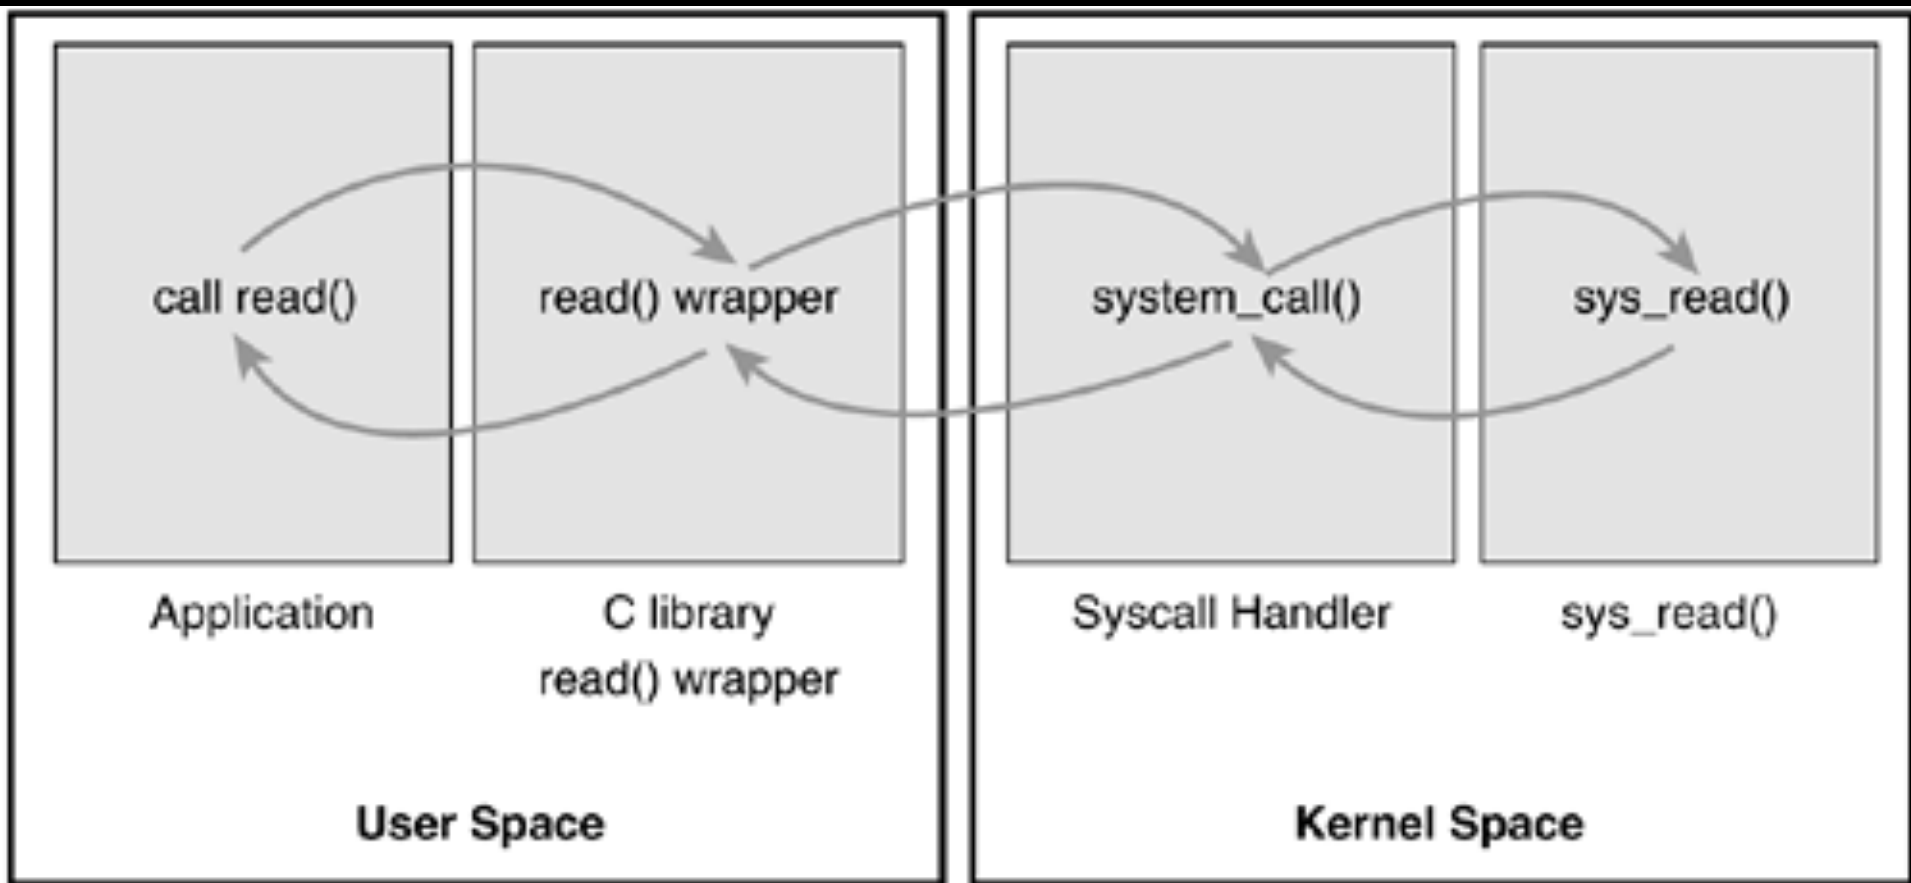 call read()
read() wrapper
system_call()
sys_read()
Application
C library
read() wrapper
Syscall Handler
sys_read()
User Space
Kernel Space